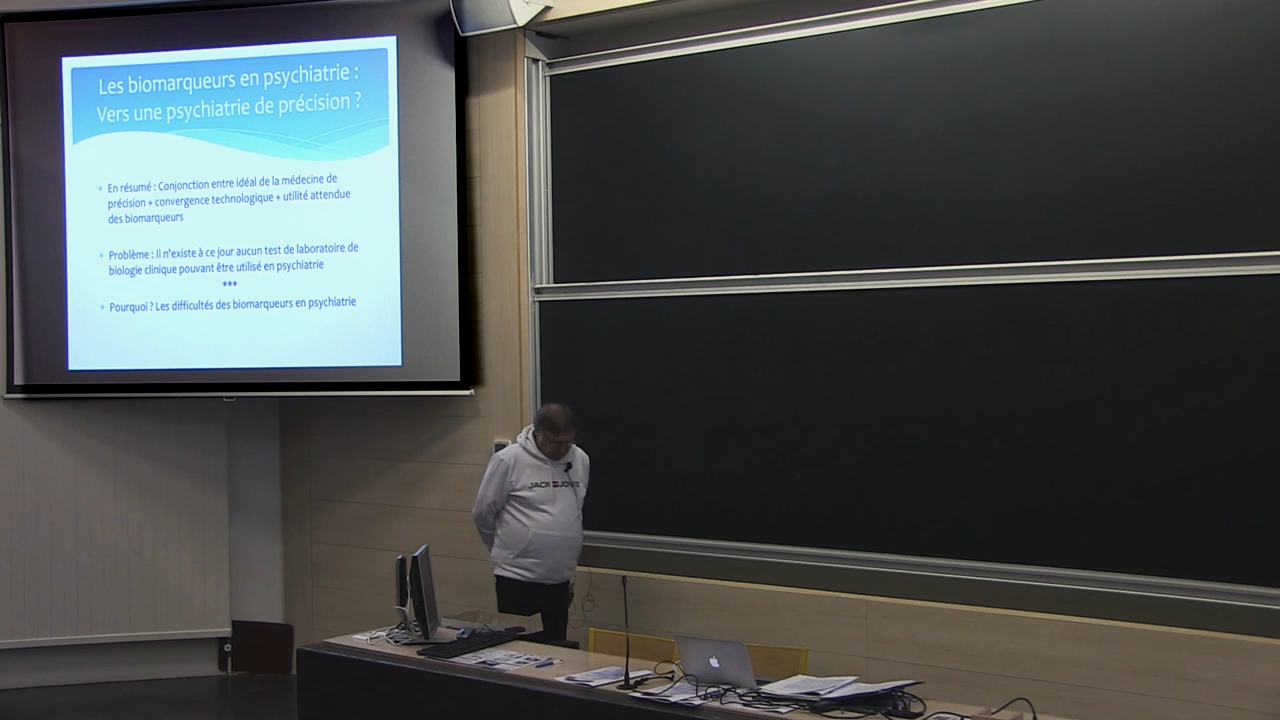 Les biomarqueurs en psychiatrie :
Vers une psychiatrie de précision ?
En résumé : Conjonction entre idéal de la médecine de
précision + convergence technologique + utilité attendue
des biomarqueurs
Problème : Il n'existe à ce jour aucun test de laboratoire de
biologie clinique pouvant être utilisé en psychiatrie
***
Pourquoi ? Les difficultés des biomarqueurs en psychiatrie
JACK JONES